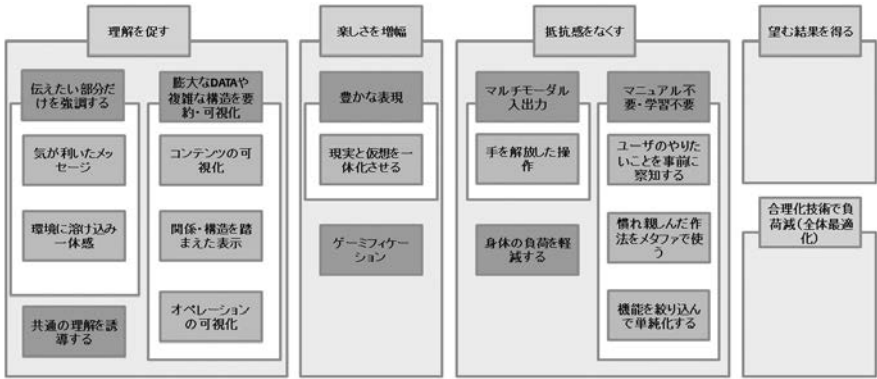 理解を促す
伝えたい部分だ
けを強調する
気が利いたメッ
セージ
環境に溶け込み
一体感
共通の理解を誘
導する
膨大なDATAや
複雑な構造を要
約・可視化
コンテンツの可
視化
関係・構造を踏
まえた表示
オペレーション
の可視化
楽しさを増幅
豊かな表現
現実と仮想を一
体化させる
ゲーミフィケー
ション
抵抗感をなくす
マルチモーダル
入出力
手を解放した操
作
身体の負荷を軽
減する
マニュアル不
要・学習不要
ユーザのやりた
いことを事前に
察知する
慣れ親しんだ作
法をメタファで使
う
機能を絞り込ん
で単純化する
望む結果を得る
合理化技術で負
荷減(全体最適
化)